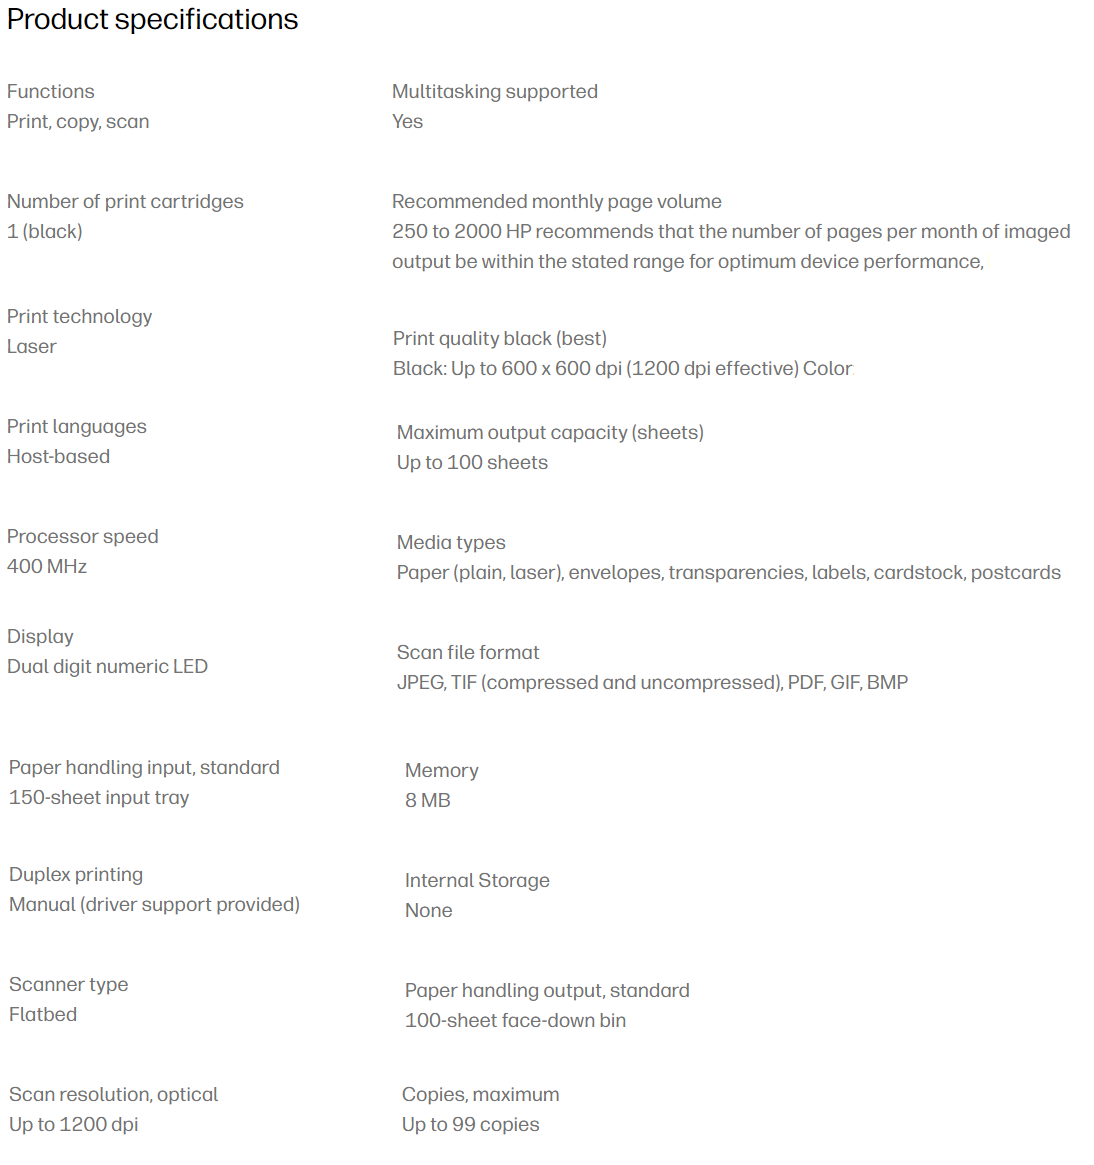 Product specifications
Functions
Print, copy, scan
Multitasking supported
Yes
Number of print cartridges
1 (black)
Recommended monthly page volume
250 to 2000 HP recommends that the number of pages per month of imaged
output be within the stated range for optimum device performance,
Print technology
Laser
Print quality black (best)
Black: Up to 600 x 600 dpi (1200 dpi effective) Color
Print languages
Host-based
Maximum output capacity (sheets)
Up to 100 sheets
Processor speed
400 MHz
Media types
Paper (plain, laser), envelopes, transparencies, labels, cardstock, postcards
Display
Dual digit numeric LED
Scan file format
JPEG, TIF (compressed and uncompressed), PDF, GIF, BMP
Paper handling input, standard
150-sheet input tray
Memory
8 MB
Duplex printing
Manual (driver support provided)
Internal Storage
None
Scanner type
Flatbed
Paper handling output, standard
100-sheet face-down bin
Scan resolution, optical
Up to 1200 dpi
Copies, maximum
Up to 99 copies